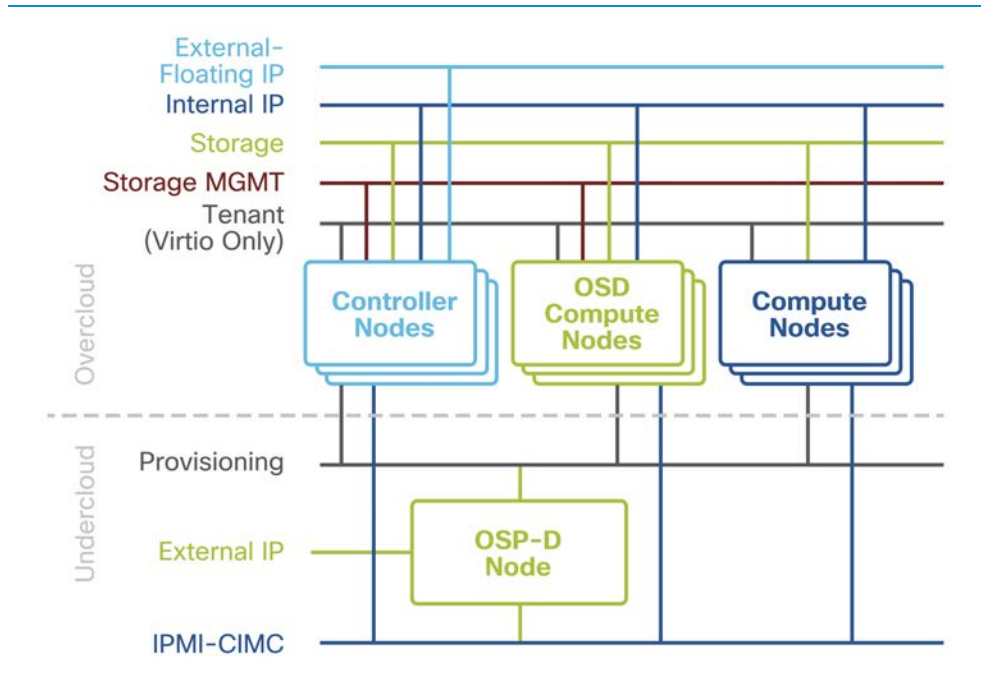 External-
Floating IP
Internal IP
Storage
Storage MGMT
Tenant
(Virtio Only)
Overcloud
Controller
Nodes
OSD
Compute
Nodes
Compute
Nodes
Undercloud
Provisioning
External IP
OSP-D
Node
IPMI-CIMC